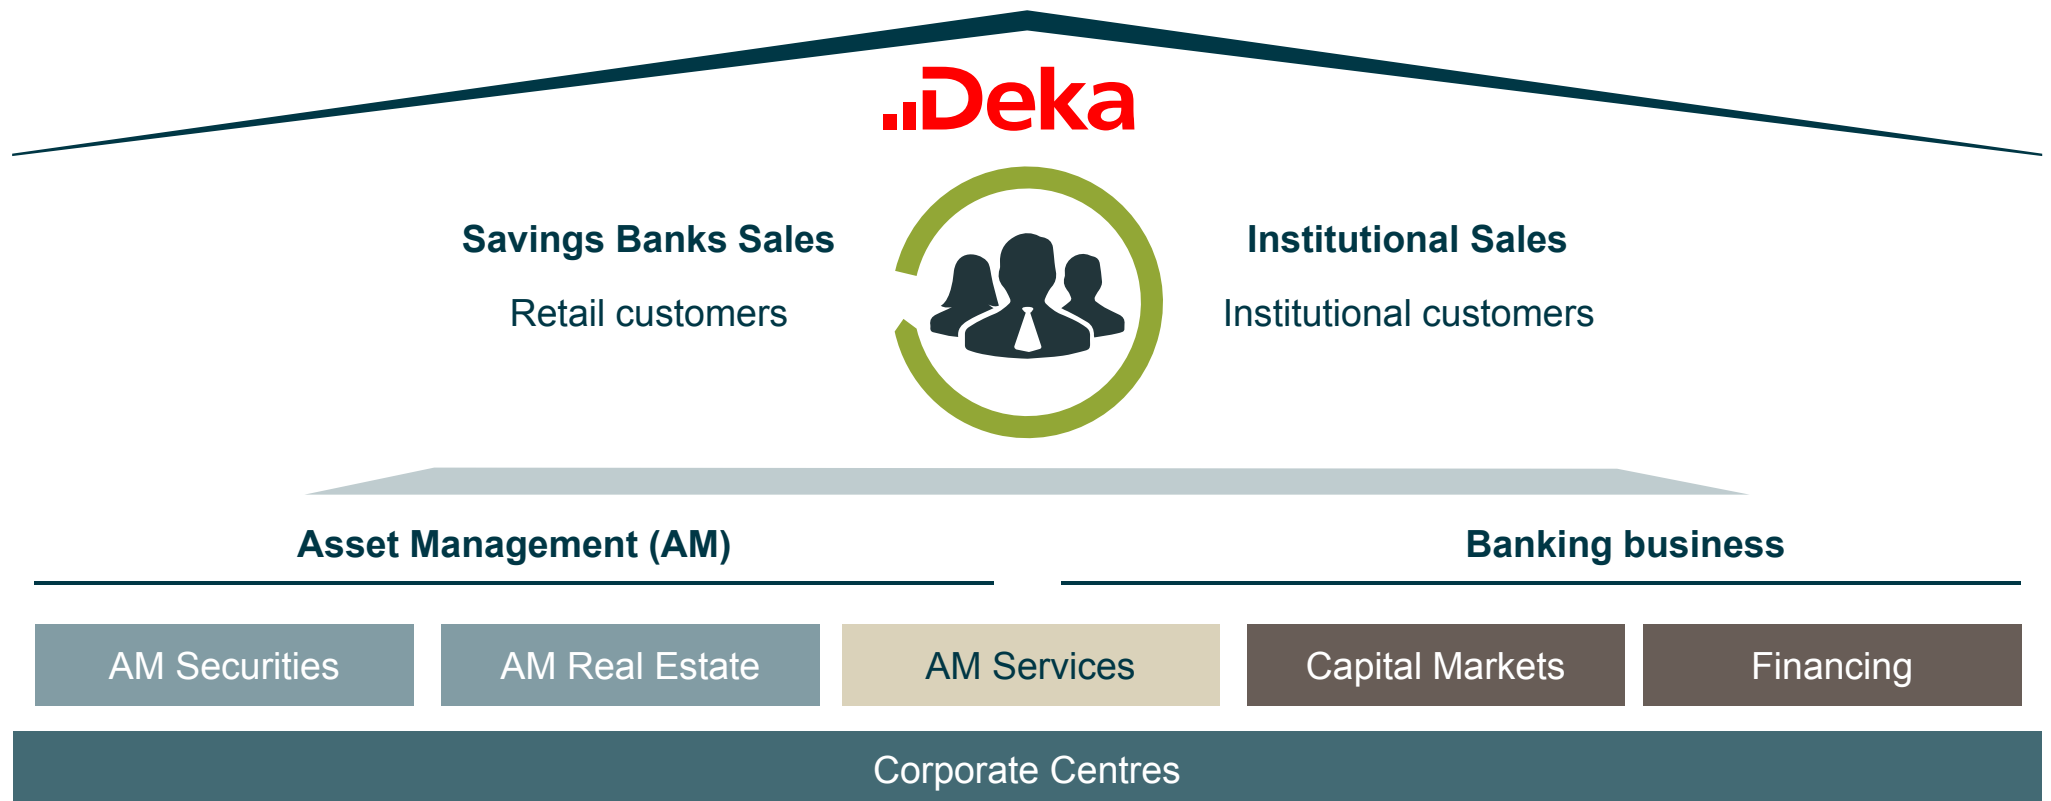 Deka
Savings Banks Sales
Institutional Sales
Retail customers
Institutional customers
Asset Management (AM)
Banking business
AM Securities
AM Real Estate
AM Services
Capital Markets
Financing
Corporate Centres